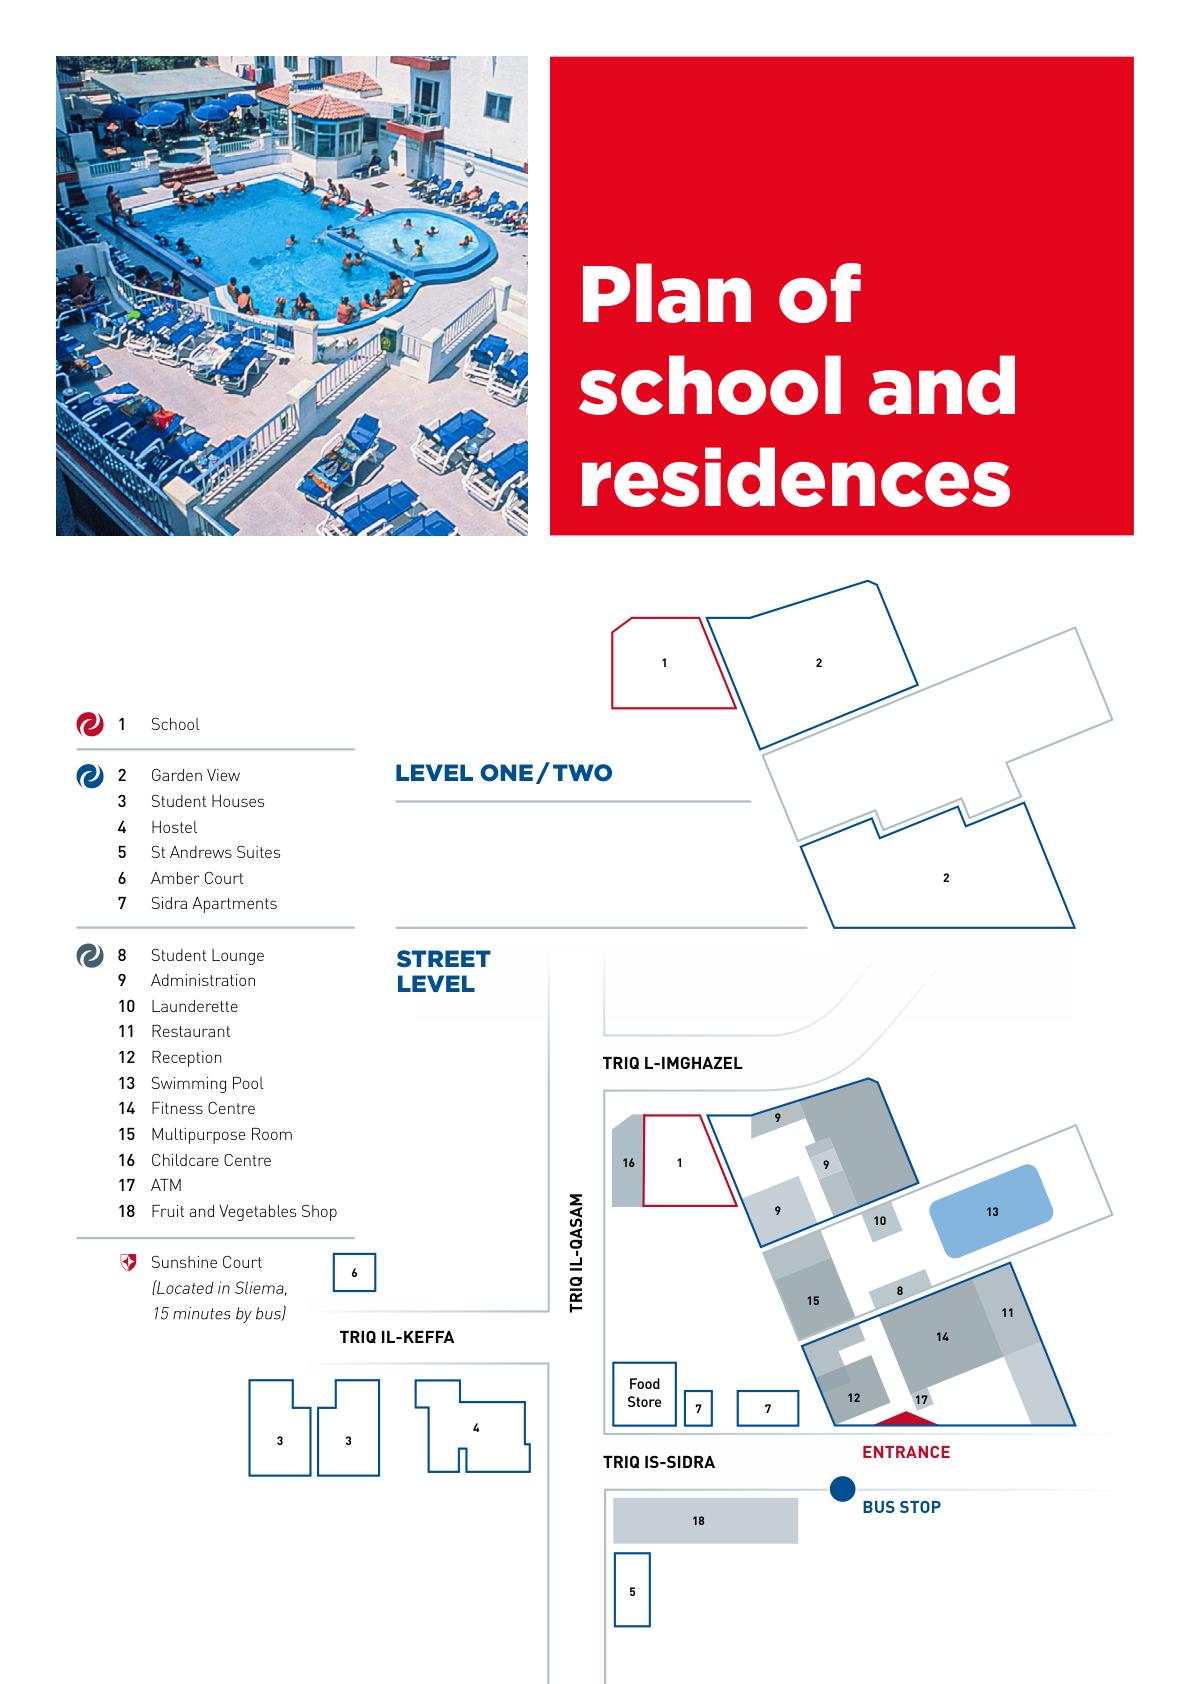 Plan of
school and
residences
1 School
2 Garden View
3 Student Houses
4 Hostel
5 St Andrews Suites
6 Amber Court
7 Sidra Apartments
8 Student Lounge
9 Administration
10 Launderette
11 Restaurant
12 Reception
13 Swimming Pool
14 Fitness Centre
15 Multipurpose Room
16 Childcare Centre
17 ATM
18 Fruit and Vegetables Shop
Sunshine Court
(Located in Sliema,
15 minutes by bus)
LEVEL ONE/TWO
1
2
2
STREET
LEVEL
TRIQ L-IMGHAZEL
9
16
1
9
9
10
13
TRIQ IL-QASAM
6
15
8
11
14
TRIQ IL-KEFFA
Food
Store
7
7
12
17
3
3
4
ENTRANCE
TRIQ IS-SIDRA
BUS STOP
18
5